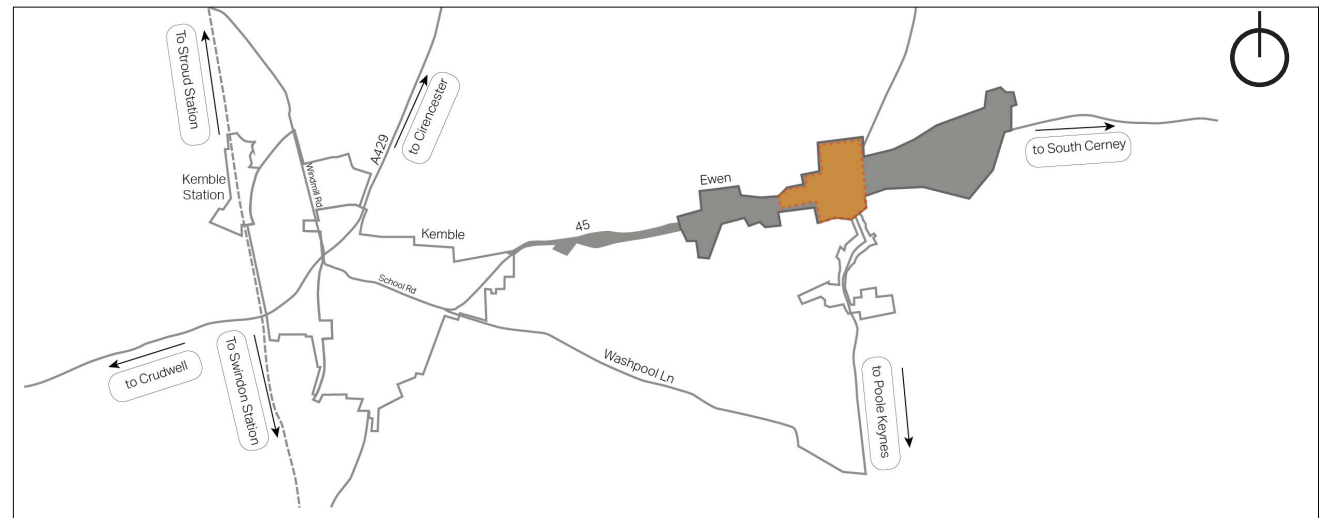 To Stroud Station
A429
to Cirencester
to South Cerney
Kemble
Station
Windmill Rd
Ewen
Kemble
45
School Rd
to Crudwell
To Swindon Station
Washpool Ln
to Poole Keynes